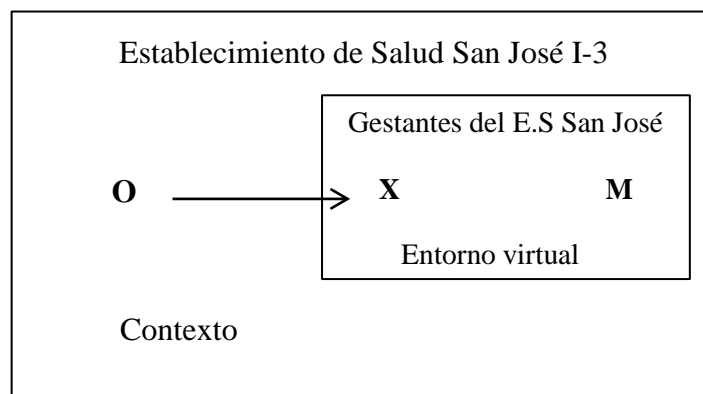 Establecimiento de Salud San José I-3
Gestantes del E.S San José
O X M
Entorno virtual
Contexto